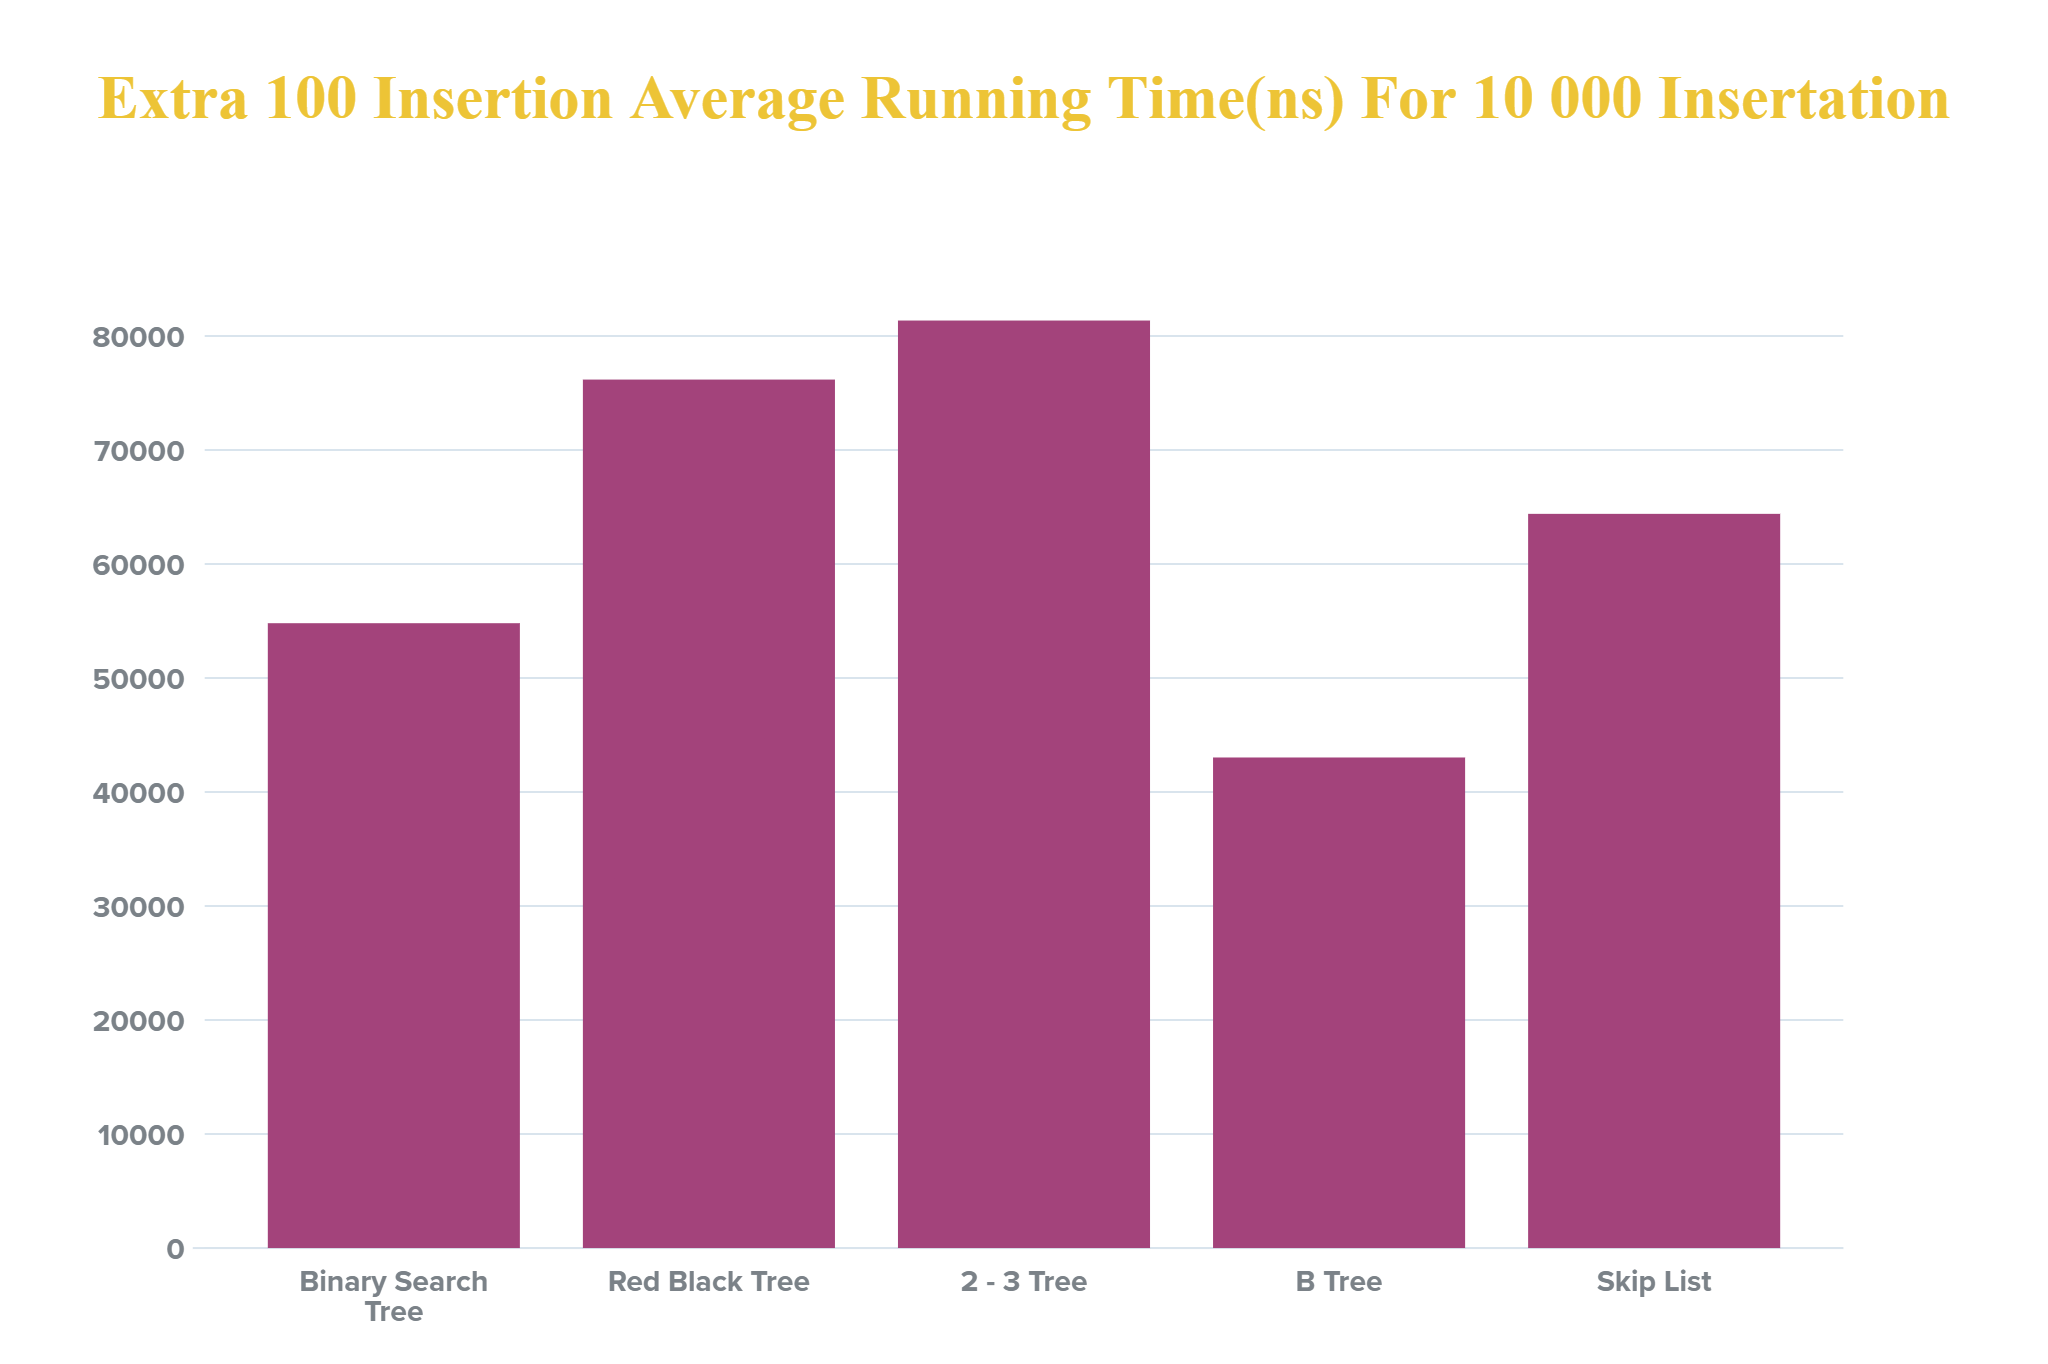 Extra 100 Insertion Average Running Time(ns) For 10 000 Insertation
80000
70000
60000
50000
40000
30000
20000
10000
0
Binary Search
Tree
Red Black Tree
2 - 3 Tree
B Tree
Skip List